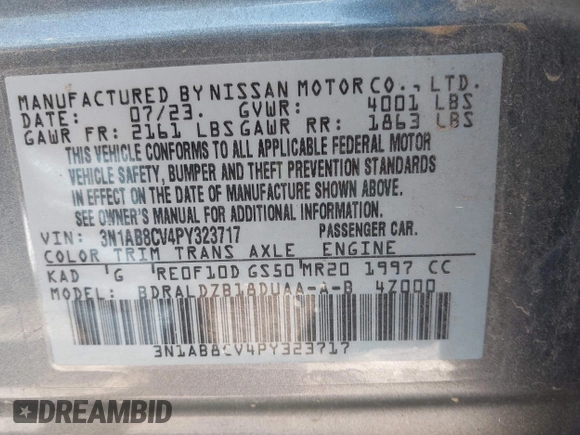 MANUFACTURED BY NISSAN MOTOR CO., LTD.
DATE: 07/23. GVWR: 4001 LBS
GAWR FR: 2161 LBS GAWR RR: 1863 LBS
THIS VEHICLE CONFORMS TO ALL APPLICABLE FEDERAL MOTOR
VEHICLE SAFETY, BUMPER AND THEFT PREVENTION STANDARDS
IN EFFECT ON THE DATE OF MANUFACTURE SHOWN ABOVE.
SEE OWNER'S MANUAL FOR ADDITIONAL INFORMATION.
VIN: 3N1AB8CV4PY323717 PASSENGER CAR.
COLOR TRIM TRANS AXLE ENGINE
KAD G RE0F10D GS50 MR20 1997 CC
MODEL: BDRALDZB18DUAA-A-B 4Z000
3N1AB8CV4PY323717
DREAMBID